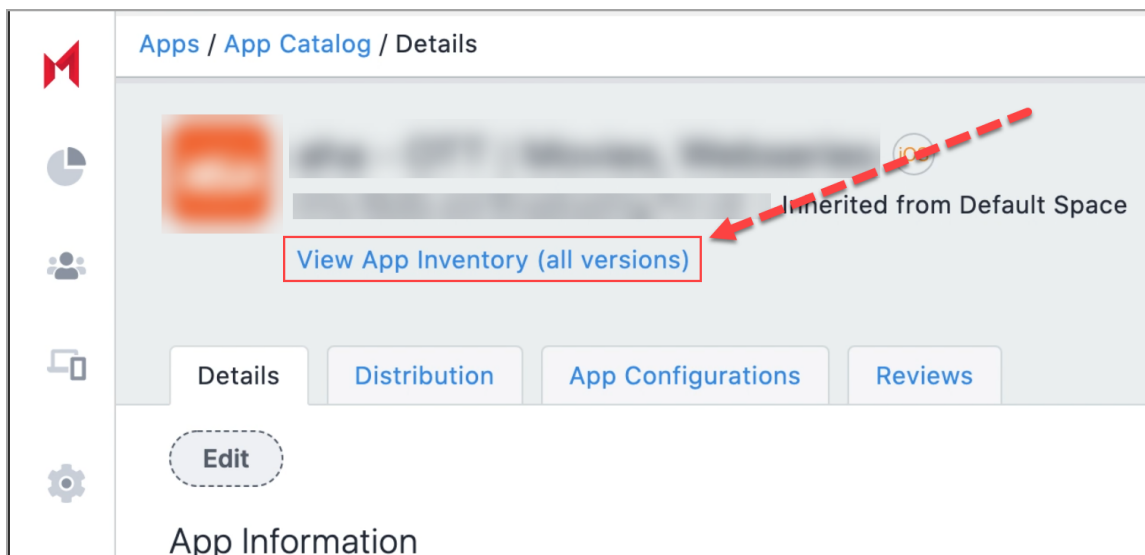 Apps / App Catalog / Details
iOS
Inherited from Default Space
View App Inventory (all versions)
Details
Distribution
App Configurations
Reviews
Edit
App Information